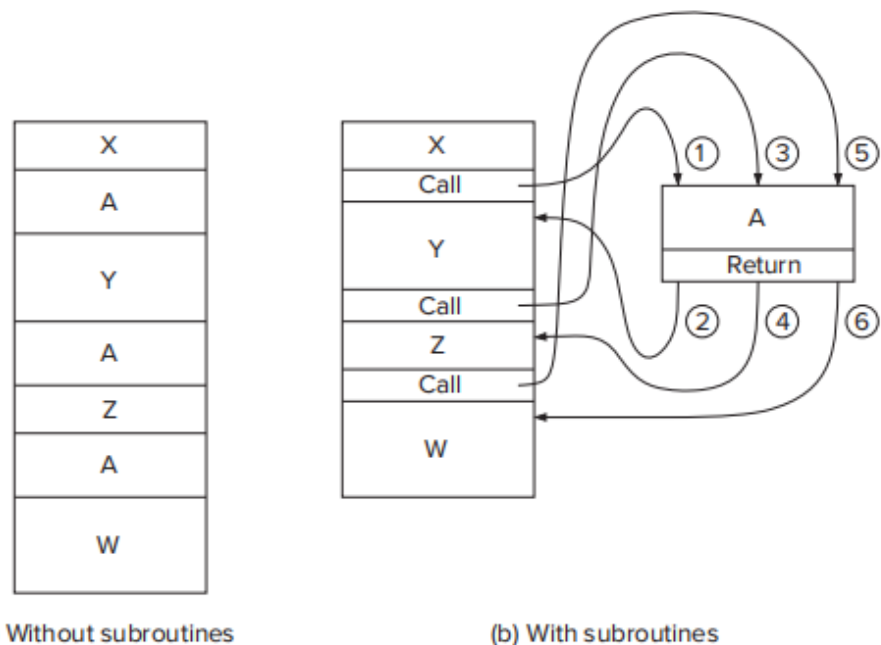 X
A
Y
A
Z
A
W
Without subroutines
X
Call
Y
Call
Z
Call
W
1 3 5
A
Return
2 4 6
(b) With subroutines